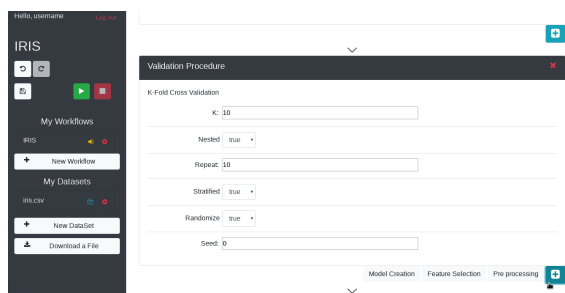 Hello, username
Log out
IRIS
My Workflows
IRIS
+ New Workflow
My Datasets
iris.csv
+ New DataSet
Download a File
Validation Procedure
K-Fold Cross Validation
K: 10
Nested true
Repeat: 10
Stratified true
Randomize true
Seed: 0
Model Creation
Feature Selection
Pre processing